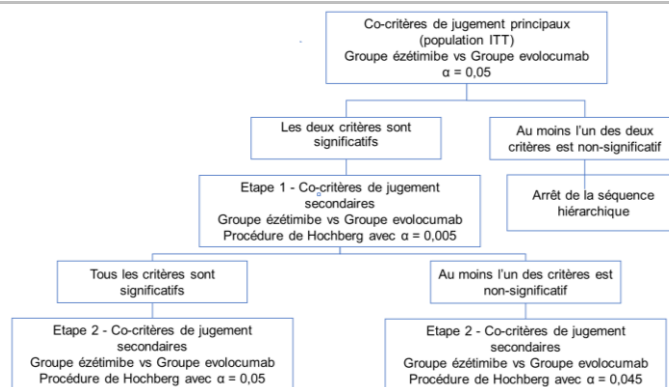 Co-critères de jugement principaux
(population ITT)
Groupe ézétimibe vs Groupe evolocumab
α = 0,05
Les deux critères sont
significatifs
Au moins l'un des deux
critères est non-significatif
Etape 1 - Co-critères de jugement
secondaires
Groupe ézétimibe vs Groupe evolocumab
Procédure de Hochberg avec α = 0,005
Arrêt de la séquence
hiérarchique
Tous les critères sont
significatifs
Au moins l'un des critères est
non-significatif
Etape 2 - Co-critères de jugement
secondaires
Groupe ézétimibe vs Groupe evolocumab
Procédure de Hochberg avec α = 0,05
Etape 2 - Co-critères de jugement
secondaires
Groupe ézétimibe vs Groupe evolocumab
Procédure de Hochberg avec α = 0,045